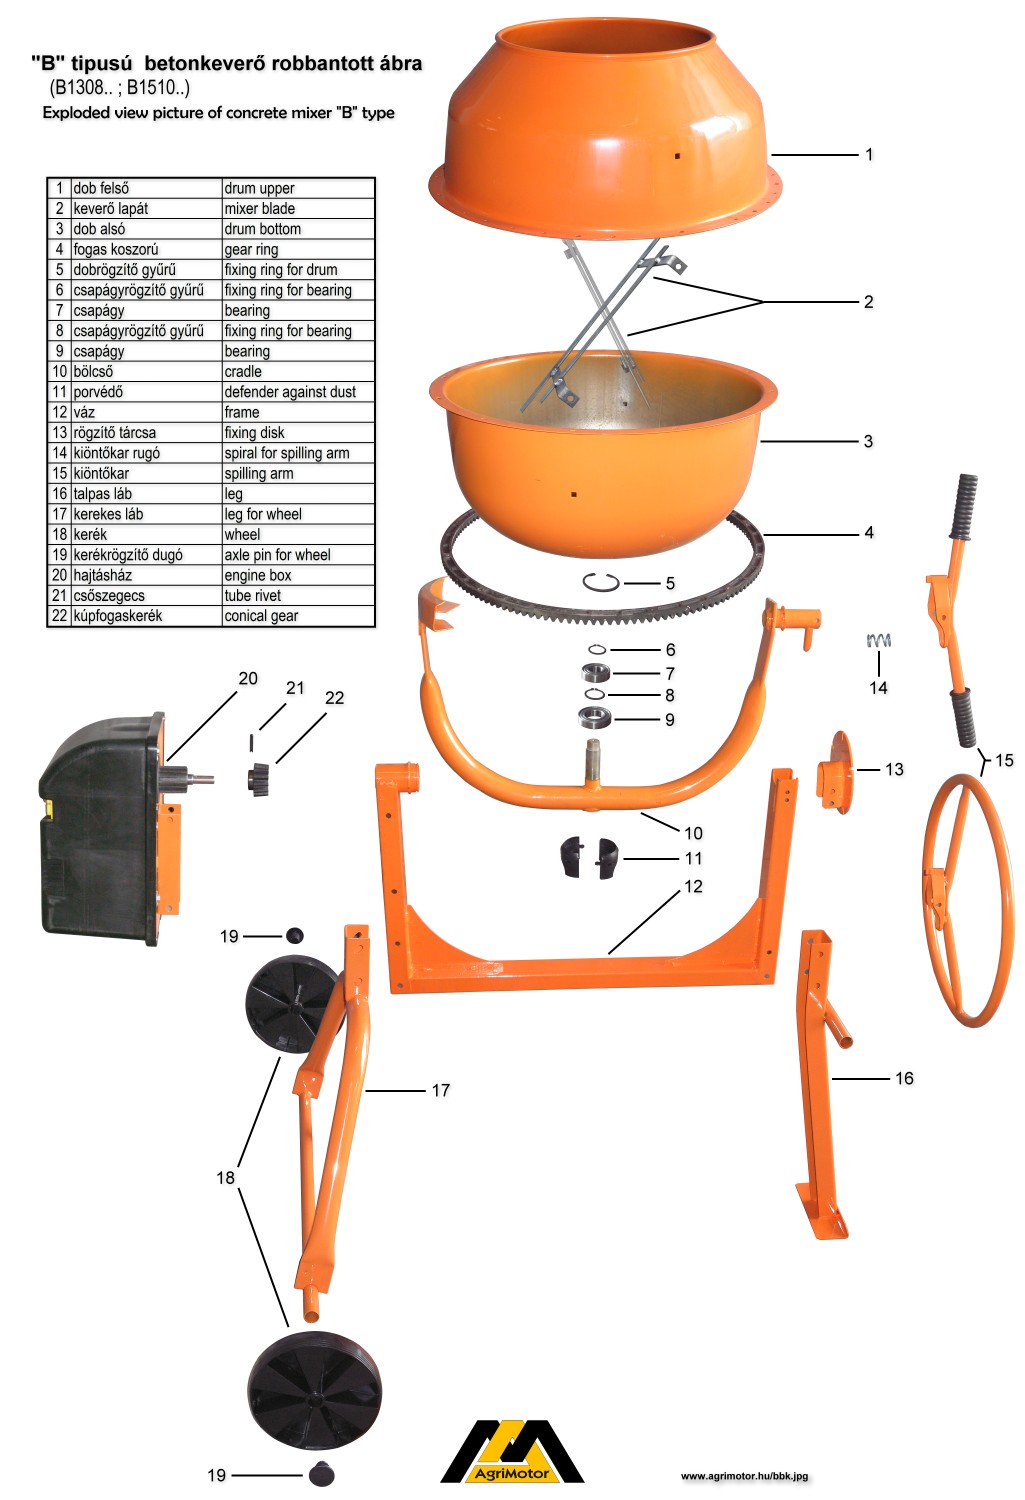 "B" tipusú betonkeverő robbantott ábra
(B1308.. ; B1510..)
Exploded view picture of concrete mixer "B" type
1 dob felső drum upper
2 keverő lapát mixer blade
3 dob alsó drum bottom
4 fogas koszorú gear ring
5 dobrögzítő gyűrű fixing ring for drum
6 csapágyrögzítő gyűrű fixing ring for bearing
7 csapágy bearing
8 csapágyrögzítő gyűrű fixing ring for bearing
9 csapágy bearing
10 bölcső cradle
11 porvédő defender against dust
12 váz frame
13 rögzítő tárcsa fixing disk
14 kiöntőkar rugó spiral for spilling arm
15 kiöntőkar spilling arm
16 talpas láb leg
17 kerekes láb leg for wheel
18 kerék wheel
19 kerékrögzítő dugó axle pin for wheel
20 hajtásház engine box
21 csőszegecs tube rivet
22 kúpfogaskerék conical gear
1
2
3
4
5
6
7
8
9
10
11
12
13
14
15
16
17
18
19
19
20
21
22
AgriMotor
www.agrimotor.hu/bbk.jpg